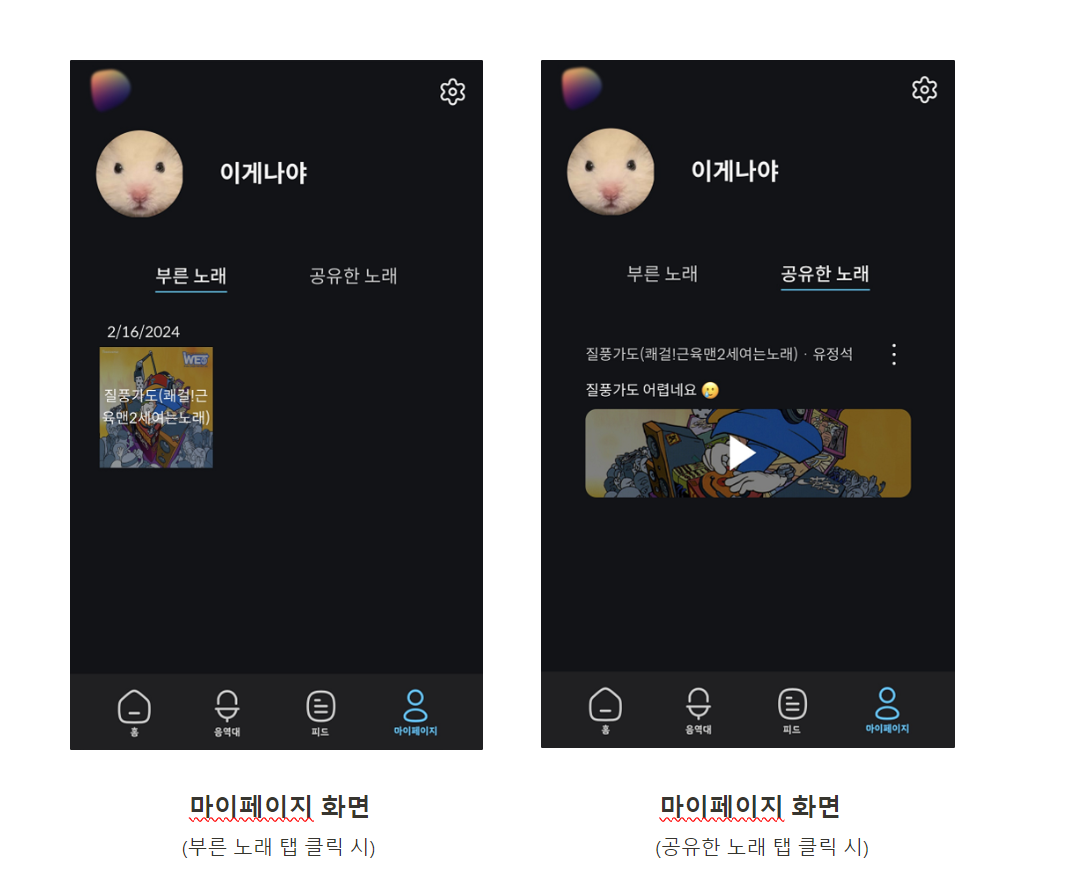 이게나야
부른 노래
공유한 노래
2/16/2024
WE
질풍가도(쾌걸!근
육맨2세여는노래)
홈
음역대
피드
마이페이지
마이페이지 화면
(부른 노래 탭 클릭 시)
이게나야
부른 노래
공유한 노래
질풍가도(쾌걸!근육맨2세여는노래) · 유정석
질풍가도 어렵네요 🥲
홈
음역대
피드
마이페이지
마이페이지 화면
(공유한 노래 탭 클릭 시)